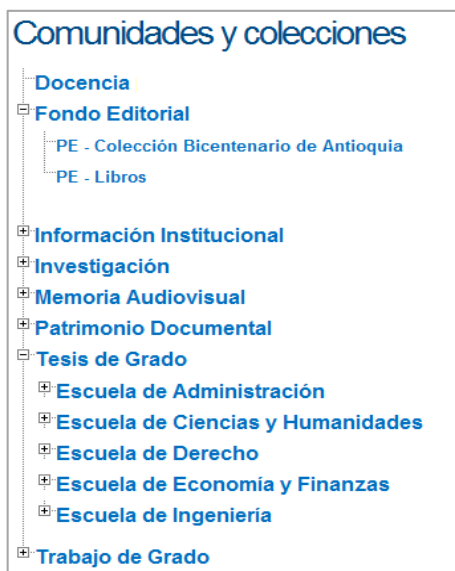 Comunidades y colecciones
Docencia
Fondo Editorial
PE - Colección Bicentenario de Antioquia
PE - Libros
Información Institucional
Investigación
Memoria Audiovisual
Patrimonio Documental
Tesis de Grado
Escuela de Administración
Escuela de Ciencias y Humanidades
Escuela de Derecho
Escuela de Economía y Finanzas
Escuela de Ingeniería
Trabajo de Grado